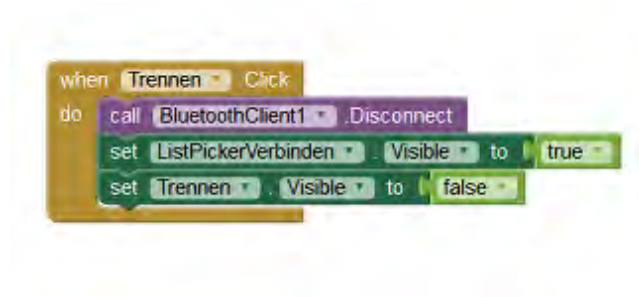 when Trennen .Click
do call BluetoothClient1 .Disconnect
set ListPickerVerbinden . Visible to true
set Trennen . Visible to false